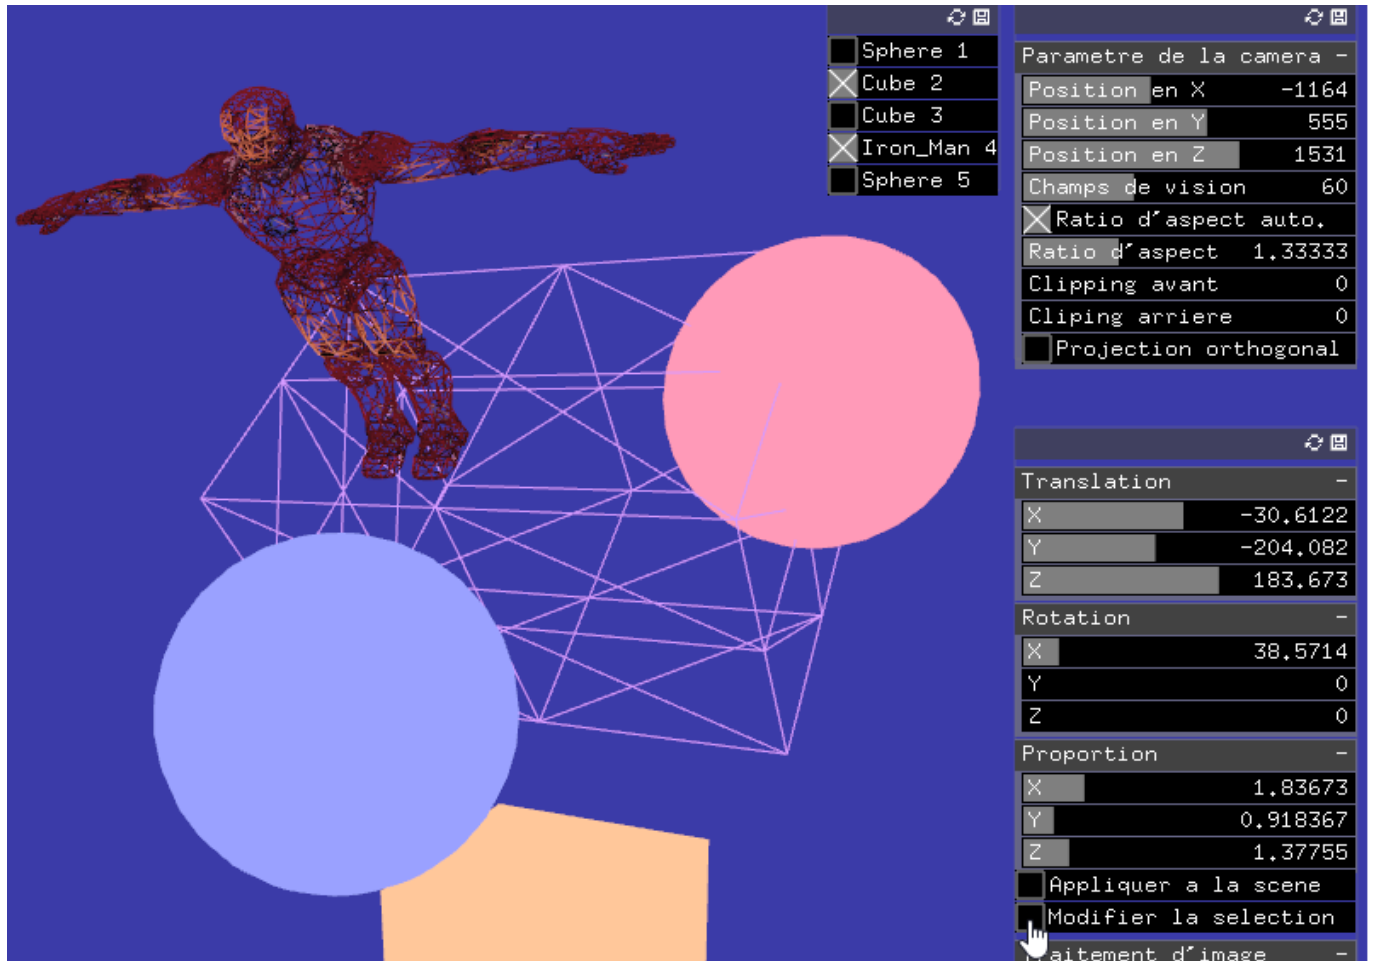 Sphere 1
Cube 2
Cube 3
Iron_Man 4
Sphere 5
Parametre de la camera -
Position en X -1164
Position en Y 555
Position en Z 1531
Champs de vision 60
Ratio d'aspect auto.
Ratio d'aspect 1.33333
Clipping avant 0
Cliping arriere 0
Projection orthogonal
Translation -
X -30.6122
Y -204.082
Z 183.673
Rotation -
X 38.5714
Y 0
Z 0
Proportion -
X 1.83673
Y 0.918367
Z 1.37755
Appliquer a la scene
Modifier la selection
Traitement d'image -